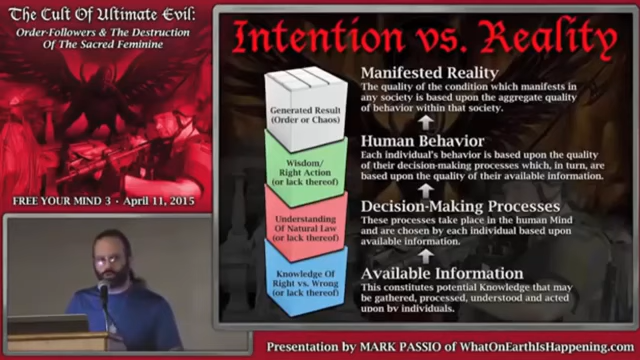 The Cult Of Ultimate Evil:
Order-Followers & The Destruction
Of The Sacred Feminine
FREE YOUR MIND 3 • April 11, 2015
Intention vs. Reality
Generated Result
(Order or Chaos)
Manifested Reality
The quality of the condition which manifests in
any society is based upon the aggregate quality
of behavior within that society.
Wisdom/
Right Action
(or lack thereof)
Human Behavior
Each individual's behavior is based upon the quality
of their decision-making processes which, in turn, are
based upon the quality of their available information.
Understanding
Of Natural Law
(or lack thereof)
Decision-Making Processes
These processes take place in the human Mind
and are chosen by each individual based upon
available information.
Knowledge Of
Right vs. Wrong
(or lack thereof)
Available Information
This constitutes potential Knowledge that may
be gathered, processed, understood and acted
upon by individuals.
Presentation by MARK PASSIO of WhatOnEarthIsHappening.com